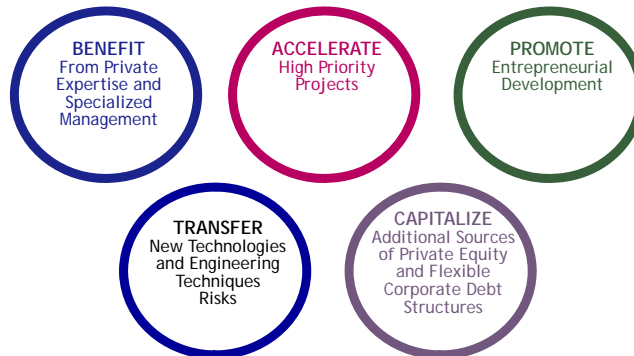 BENEFIT
From Private
Expertise and
Specialized
Management
ACCELERATE
High Priority
Projects
PROMOTE
Entrepreneurial
Development
TRANSFER
New Technologies
and Engineering
Techniques
Risks
CAPITALIZE
Additional Sources
of Private Equity
and Flexible
Corporate Debt
Structures